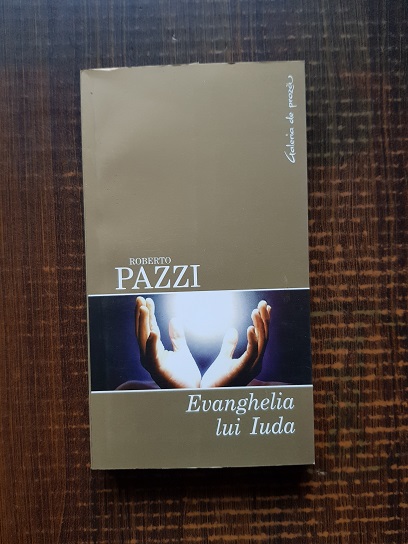 Galeria de proză
ROBERTO
PAZZI
Evanghelia
lui Iuda